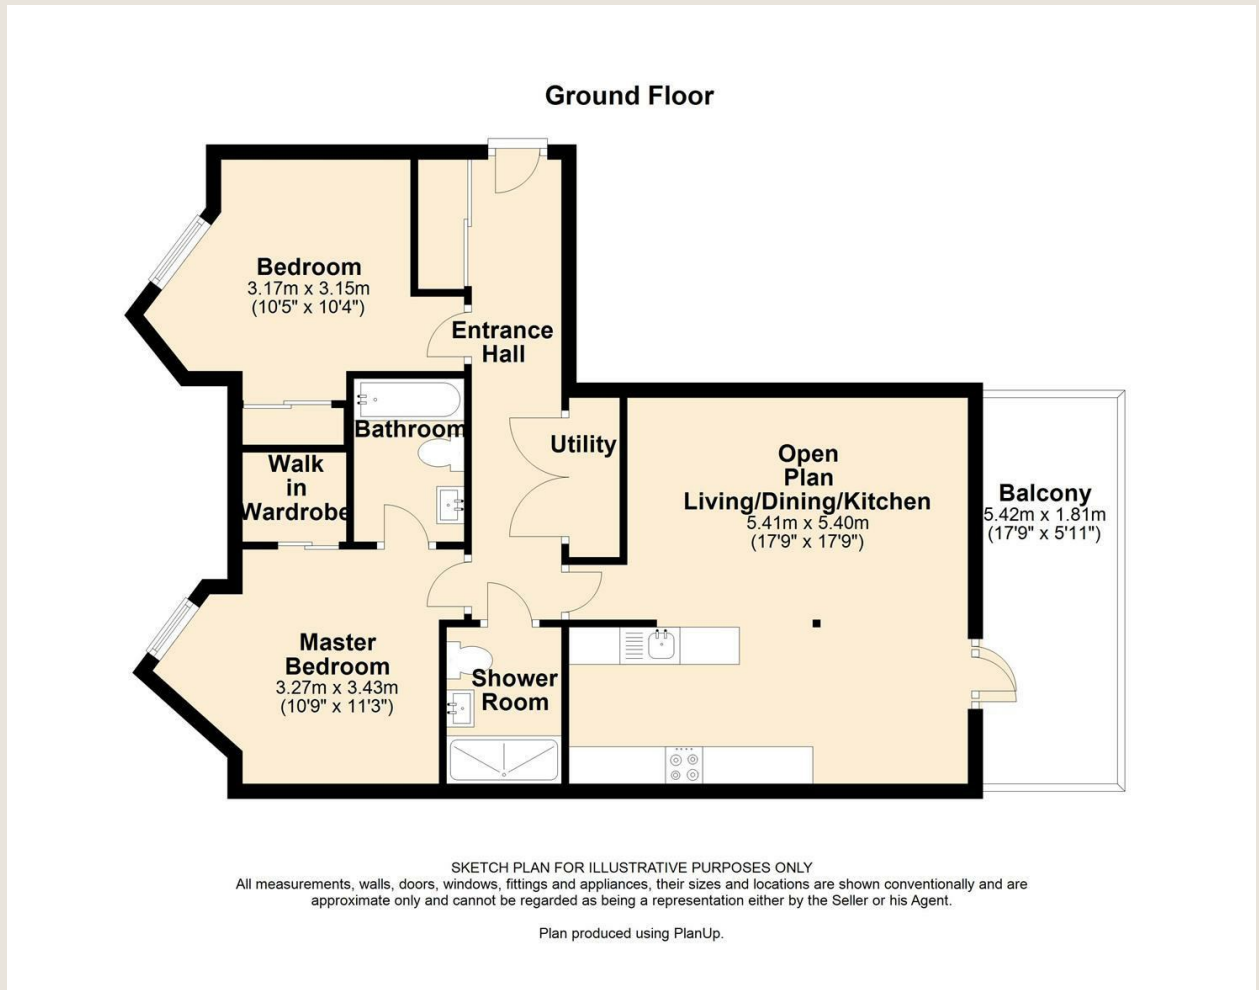 Ground Floor
Bedroom
3.17m x 3.15m
(10'5" x 10'4")
Entrance
Hall
Bathroom
Utility
Walk
in
Wardrobe
Open
Plan
Living/Dining/Kitchen
5.41m x 5.40m
(17'9" x 17'9")
Balcony
5.42m x 1.81m
(17'9" x 5'11")
Master
Bedroom
3.27m x 3.43m
(10'9" x 11'3")
Shower
Room
SKETCH PLAN FOR ILLUSTRATIVE PURPOSES ONLY
All measurements, walls, doors, windows, fittings and appliances, their sizes and locations are shown conventionally and are
approximate only and cannot be regarded as being a representation either by the Seller or his Agent.
Plan produced using PlanUp.